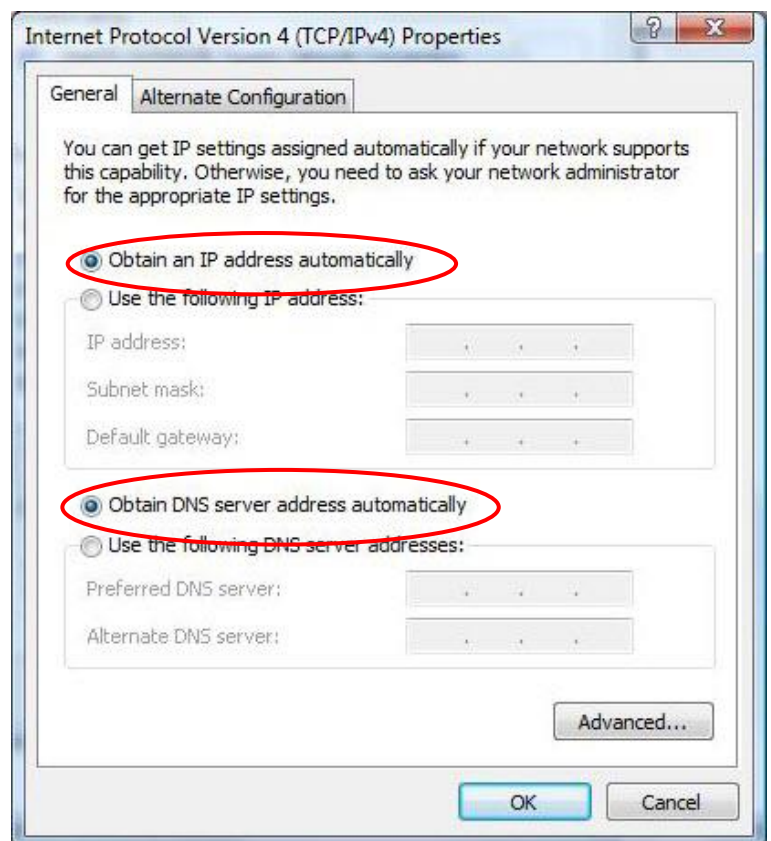 Internet Protocol Version 4 (TCP/IPv4) Properties
General
Alternate Configuration
You can get IP settings assigned automatically if your network supports
this capability. Otherwise, you need to ask your network administrator
for the appropriate IP settings.
Obtain an IP address automatically
Use the following IP address:
IP address:
Subnet mask:
Default gateway:
Obtain DNS server address automatically
Use the following DNS server addresses:
Preferred DNS server:
Alternate DNS server:
Advanced...
OK
Cancel